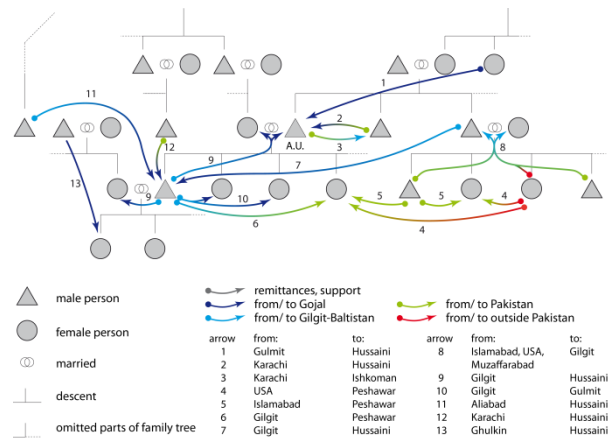 1
11
2
A.U.
3
12
8
9
7
13
9
10
5
5
4
6
4
male person
female person
married
descent
omitted parts of family tree
remittances, support
from/ to Gojal
from/ to Pakistan
from/ to Gilgit-Baltistan
from/ to outside Pakistan
arrow from: to: arrow from: to:
1 Gulmit Hussaini 8 Islamabad, USA, Gilgit
2 Karachi Hussaini Muzaffarabad
3 Karachi Ishkoman 9 Gilgit Hussaini
4 USA Peshawar 10 Gilgit Gulmit
5 Islamabad Peshawar 11 Aliabad Hussaini
6 Gilgit Peshawar 12 Karachi Hussaini
7 Gilgit Hussaini 13 Ghulkin Hussaini